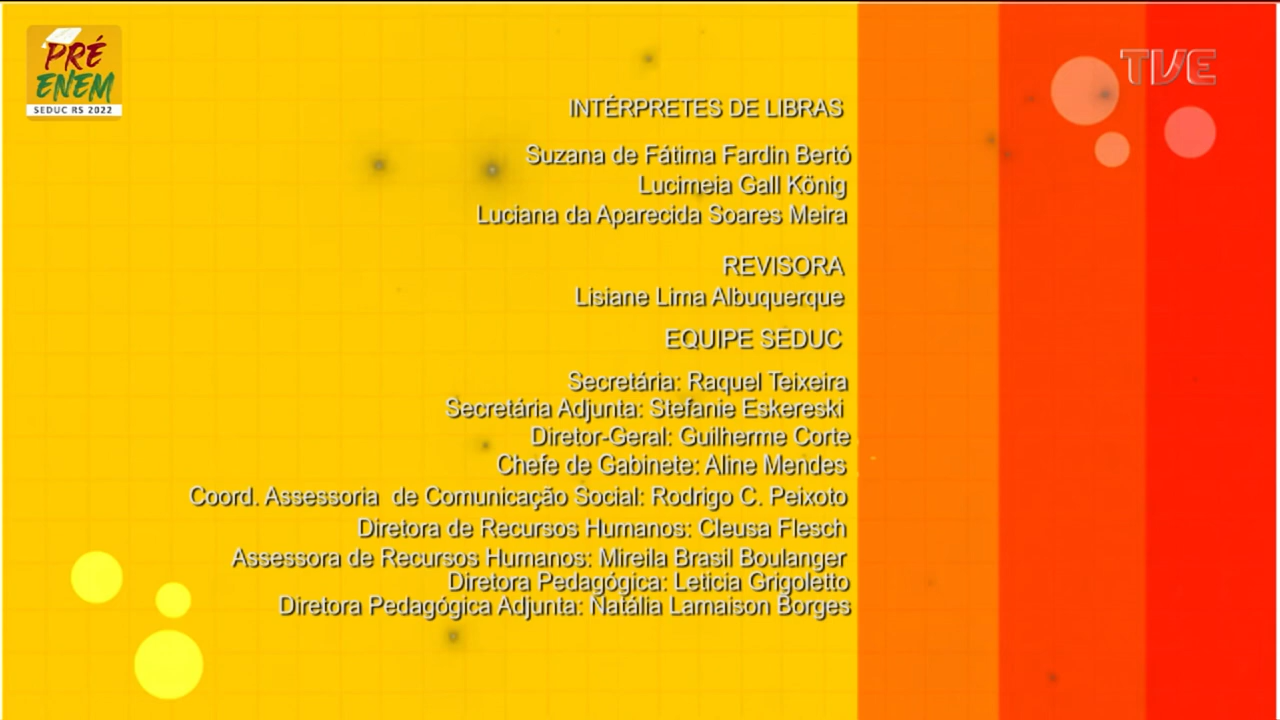 PRÉ
ENEM
SEDUC RS 2022
TVE
INTÉRPRETES DE LIBRAS
Suzana de Fátima Fardin Bertó
Lucimeia Gall König
Luciana da Aparecida Soares Meira
REVISORA
Lisiane Lima Albuquerque
EQUIPE SEDUC
Secretária: Raquel Teixeira
Secretária Adjunta: Stefanie Eskereski
Diretor-Geral: Guilherme Corte
Chefe de Gabinete: Aline Mendes
Coord. Assessoria de Comunicação Social: Rodrigo C. Peixoto
Diretora de Recursos Humanos: Cleusa Flesch
Assessora de Recursos Humanos: Mireila Brasil Boulanger
Diretora Pedagógica: Leticia Grigoletto
Diretora Pedagógica Adjunta: Natália Lamaison Borges